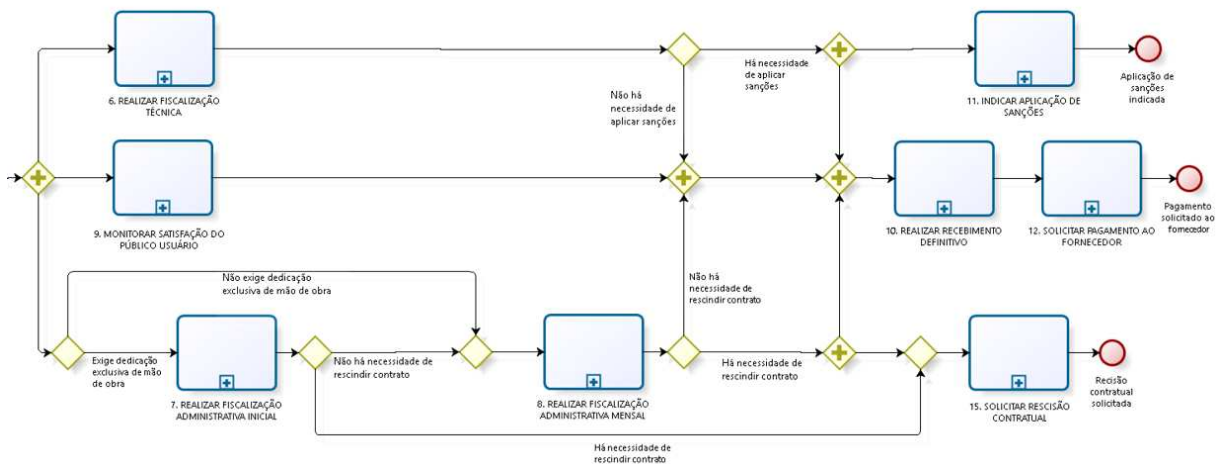 6. REALIZAR FISCALIZAÇÃO
TÉCNICA
Não há
necessidade de
aplicar sanções
Há necessidade
de aplicar
sanções
11. INDICAR APLICAÇÃO DE
SANÇÕES
Aplicação de
sanções
indicada
9. MONITORAR SATISFAÇÃO DO
PÚBLICO USUÁRIO
10. REALIZAR RECEBIMENTO
DEFINITIVO
12. SOLICITAR PAGAMENTO AO
FORNECEDOR
Pagamento
solicitado ao
fornecedor
Não exige dedicação
exclusiva de mão de obra
Não há
necessidade de
rescindir contrato
Exige dedicação
exclusiva de mão
de obra
7. REALIZAR FISCALIZAÇÃO
ADMINISTRATIVA INICIAL
Não há necessidade de
rescindir contrato
8. REALIZAR FISCALIZAÇÃO
ADMINISTRATIVA MENSAL
Há necessidade de
rescindir contrato
15. SOLICITAR RESCISÃO
CONTRATUAL
Recisão
contratual
solicitada
Há necessidade de
rescindir contrato